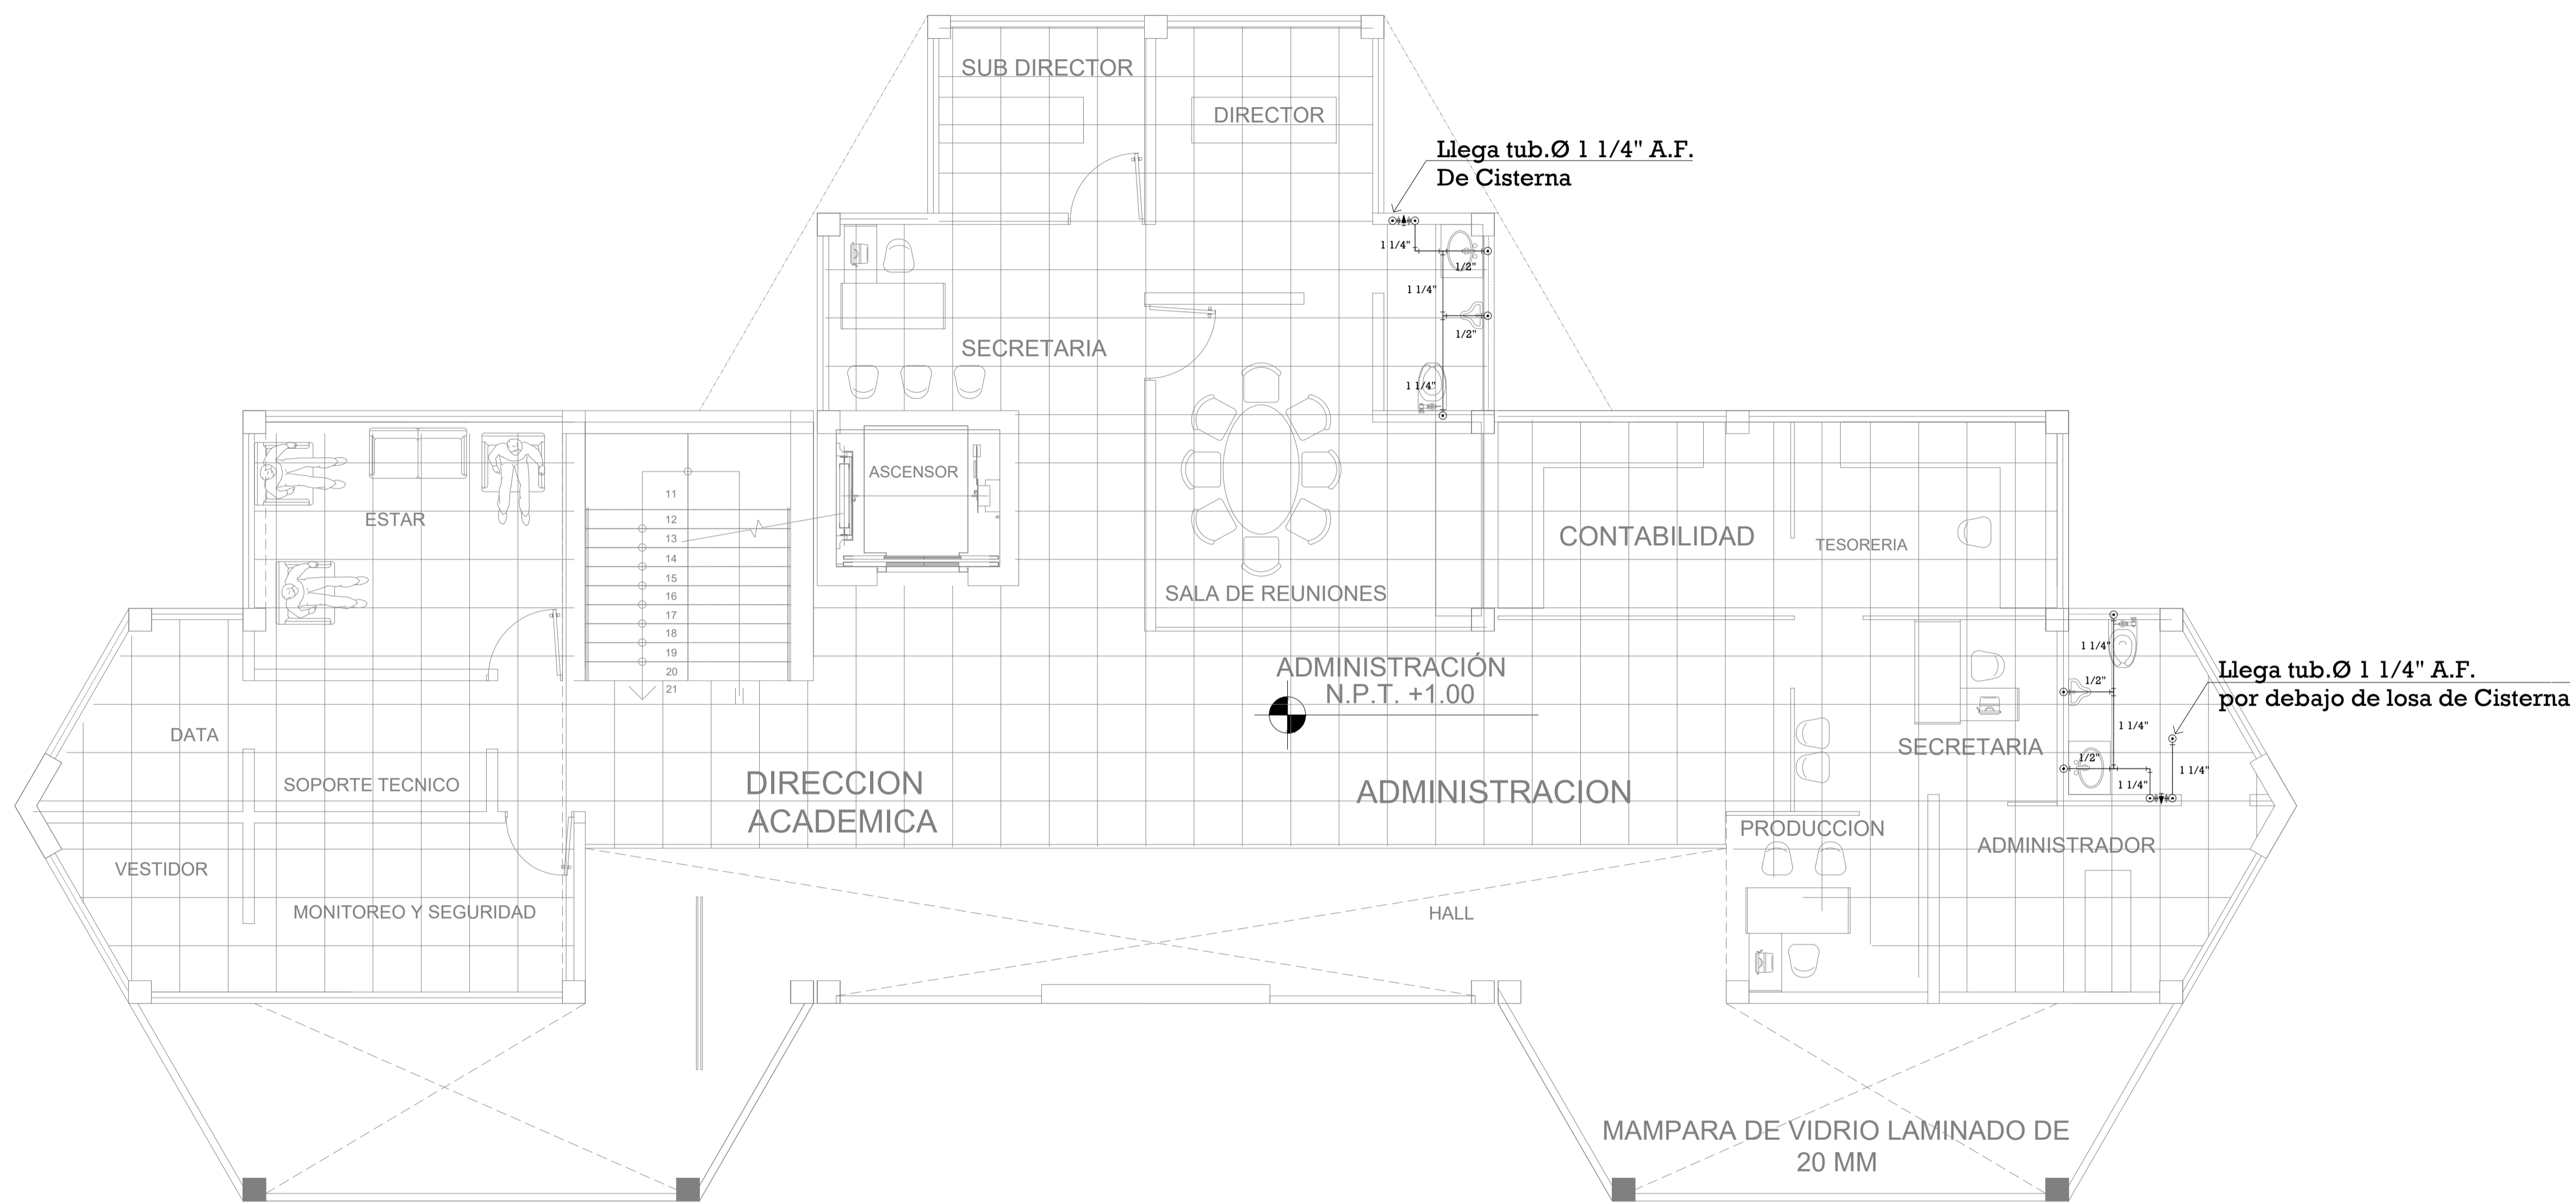 SUB DIRECTOR
DIRECTOR
Llega tub.Ø 1 1/4" A.F.
De Cisterna
1 1/4"
1/2"
1 1/4"
1/2"
1 1/4"
SECRETARIA
ASCENSOR
ESTAR
11
12
13
14
15
16
17
18
19
20
21
CONTABILIDAD
TESORERIA
SALA DE REUNIONES
ADMINISTRACIÓN
N.P.T. +1.00
1 1/4"
1/2"
1 1/4"
1/2"
1 1/4"
1 1/4"
Llega tub.Ø 1 1/4" A.F.
por debajo de losa de Cisterna
DATA
SOPORTE TECNICO
SECRETARIA
DIRECCION
ACADEMICA
ADMINISTRACION
PRODUCCION
ADMINISTRADOR
VESTIDOR
MONITOREO Y SEGURIDAD
HALL
MAMPARA DE VIDRIO LAMINADO DE
20 MM